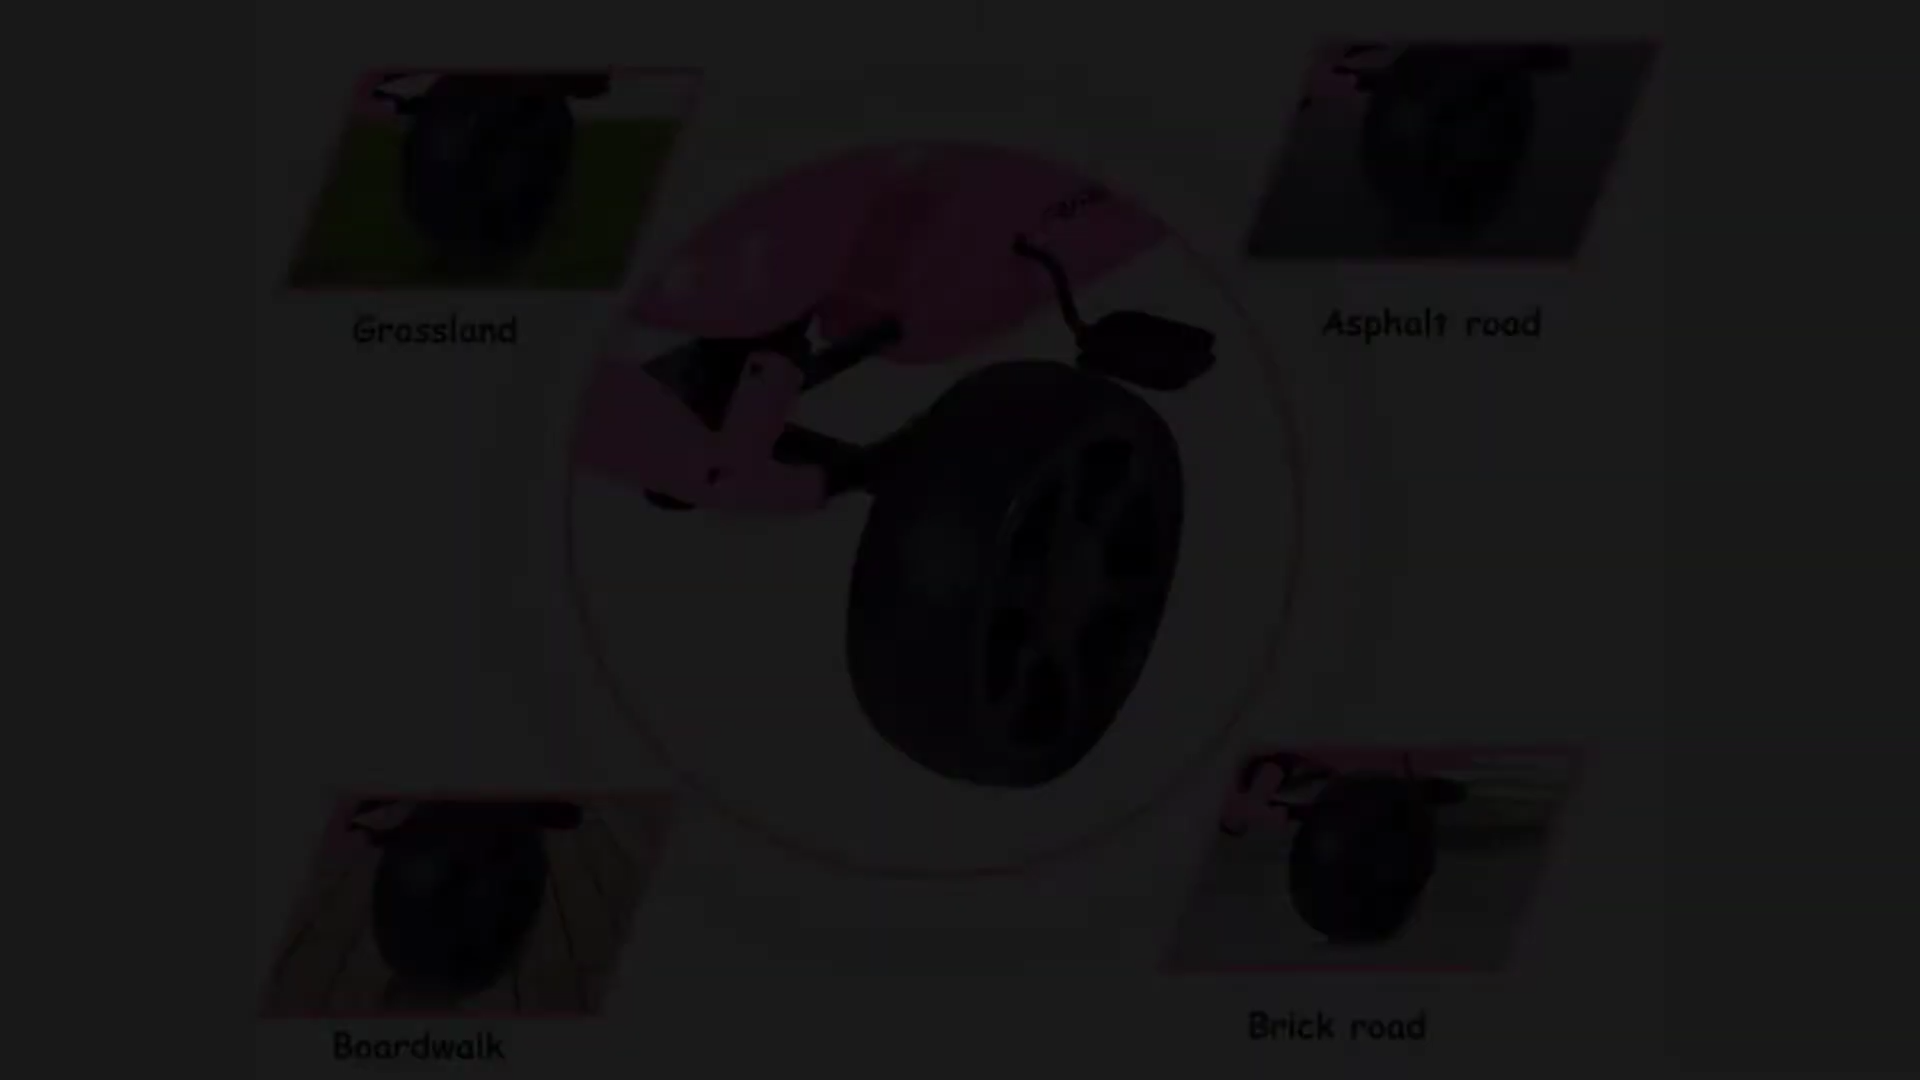 Grassland
Asphalt road
Boardwalk
Brick road